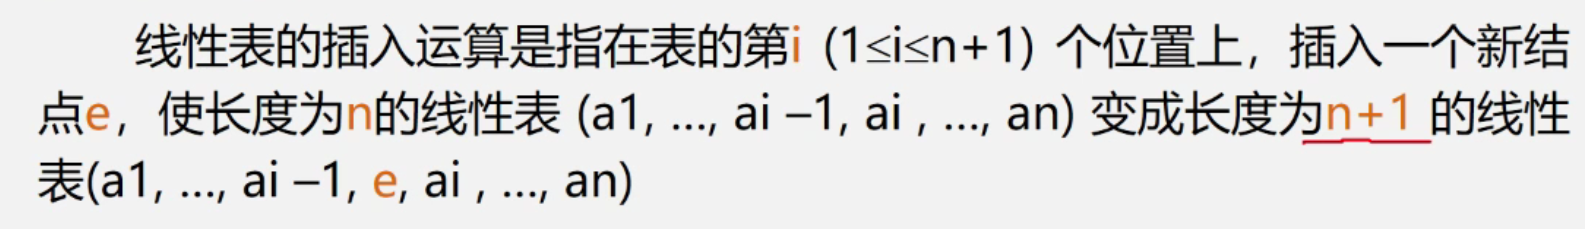 线性表的插入运算是指在表的第i (1≤i≤n+1) 个位置上，插入一个新结
点e，使长度为n的线性表 (a1, ..., ai –1, ai , ..., an) 变成长度为n+1 的线性
表(a1, ..., ai –1, e, ai , ..., an)